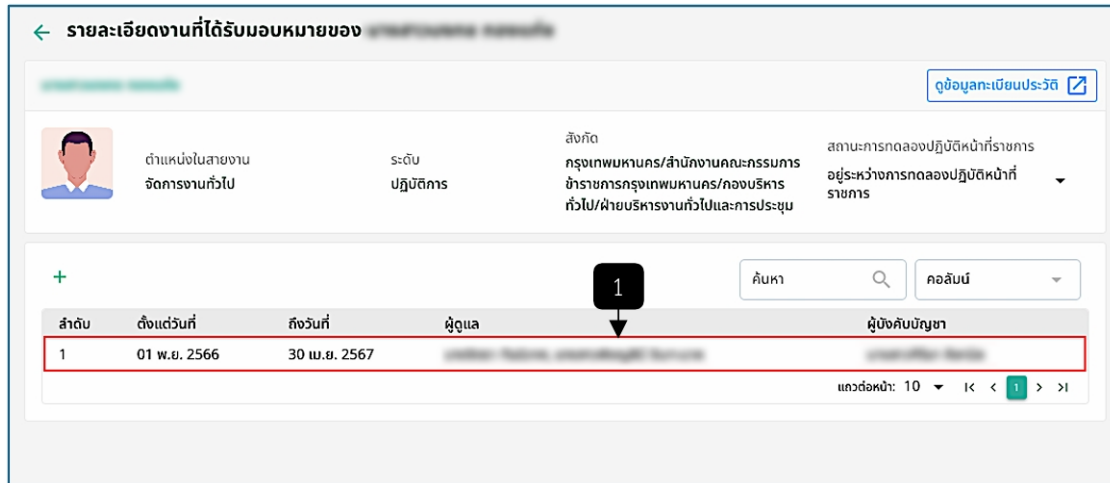 รายละเอียดงานที่ได้รับมอบหมายของ
ดูข้อมูลทะเบียนประวัติ
ตำแหน่งในสายงาน
จัดการงานทั่วไป
ระดับ
ปฏิบัติการ
สังกัด
กรุงเทพมหานคร/สำนักงานคณะกรรมการ
ข้าราชการกรุงเทพมหานคร/กองบริหาร
ทั่วไป/ฝ่ายบริหารงานทั่วไปและการประชุม
สถานะการทดลองปฏิบัติหน้าที่ราชการ
อยู่ระหว่างการทดลองปฏิบัติหน้าที่
ราชการ
1
ค้นหา
คอลัมน์
ลำดับ ตั้งแต่วันที่ ถึงวันที่ ผู้ดูแล ผู้บังคับบัญชา
1 01 พ.ย. 2566 30 เม.ย. 2567
แถวต่อหน้า: 10 1